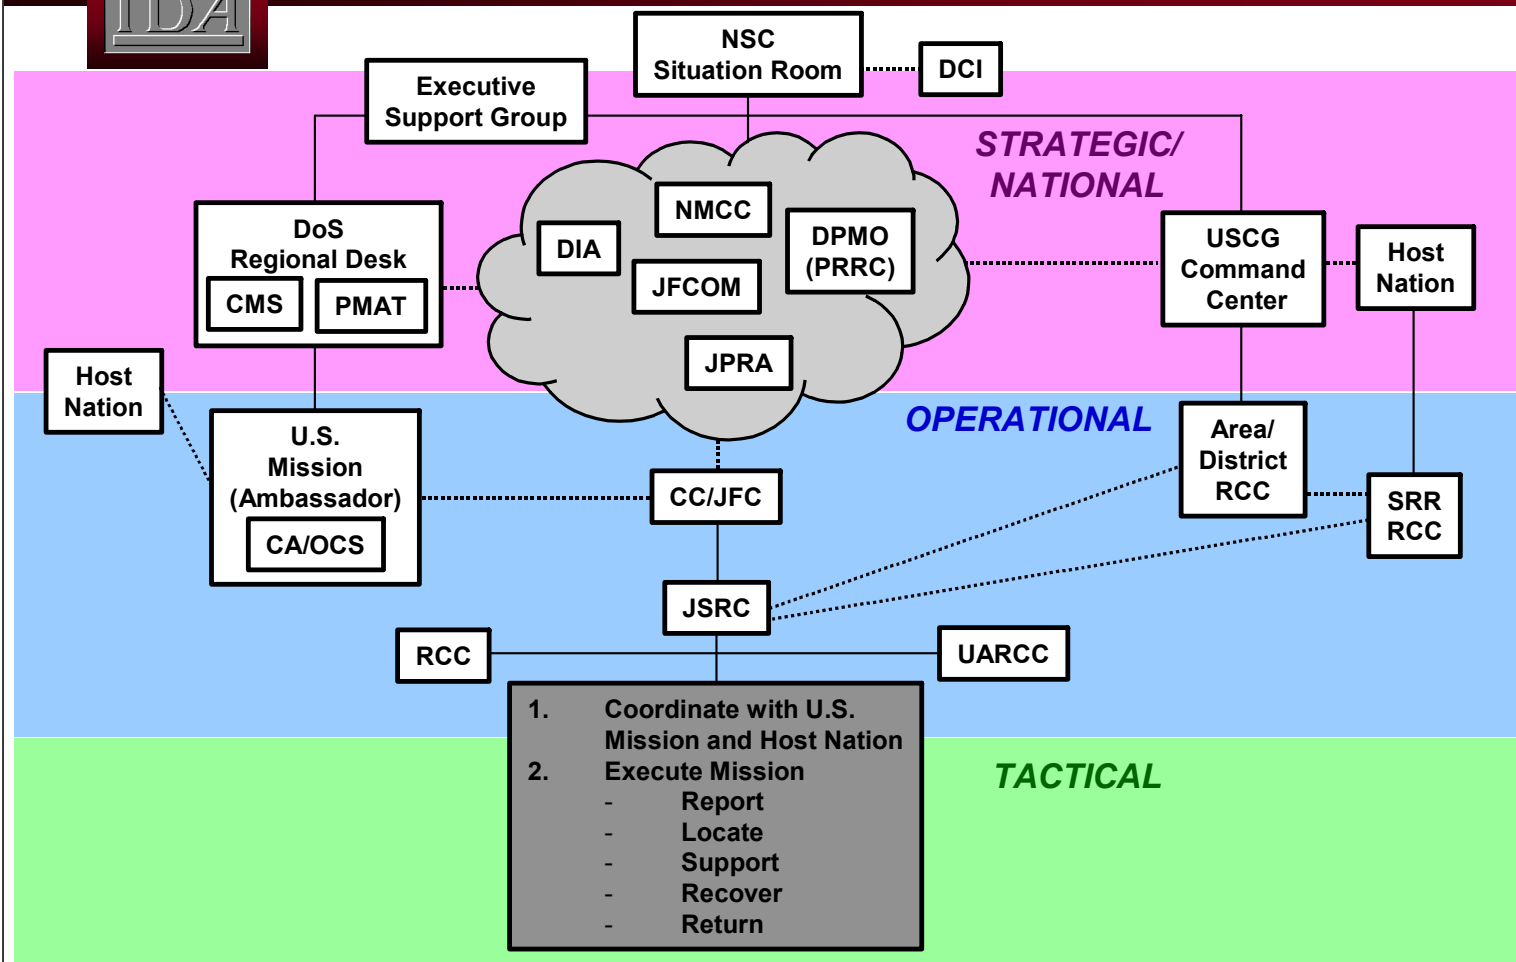 IDA
NSC
Situation Room
DCI
Executive
Support Group
STRATEGIC/
NATIONAL
NMCC
DoS
Regional Desk
CMS
PMAT
DIA
DPMO
(PRRC)
JFCOM
JPRA
USCG
Command
Center
Host
Nation
Host
Nation
OPERATIONAL
U.S.
Mission
(Ambassador)
CA/OCS
CC/JFC
Area/
District
RCC
SRR
RCC
JSRC
RCC
UARCC
1. Coordinate with U.S.
Mission and Host Nation
2. Execute Mission
- Report
- Locate
- Support
- Recover
- Return
TACTICAL